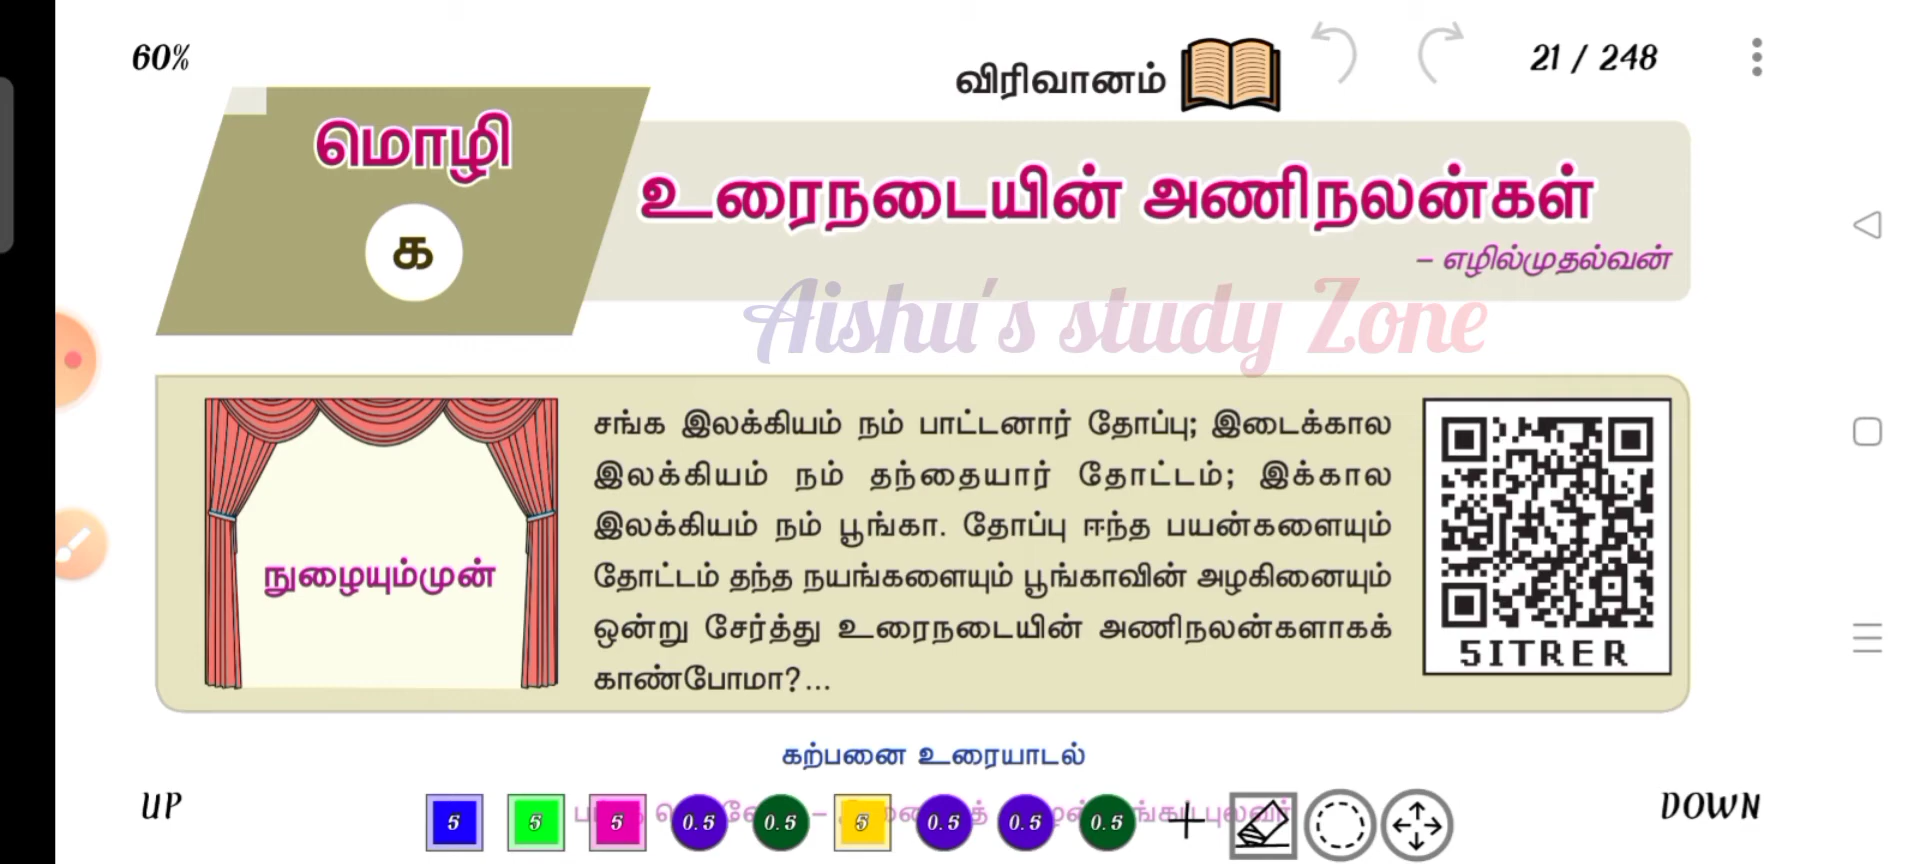 60%
விரிவானம்
21 / 248
மொழி
க
உரைநடையின் அணிநலன்கள்
– எழில்முதல்வன்
Aishu's study Zone
நுழையும்முன்
சங்க இலக்கியம் நம் பாட்டனார் தோப்பு; இடைக்கால
இலக்கியம் நம் தந்தையார் தோட்டம்; இக்கால
இலக்கியம் நம் பூங்கா. தோப்பு ஈந்த பயன்களையும்
தோட்டம் தந்த நயங்களையும் பூங்காவின் அழகினையும்
ஒன்று சேர்த்து உரைநடையின் அணிநலன்களாகக்
காண்போமா?...
5ITRER
கற்பனை உரையாடல்
UP
5 5 5 0.5 0.5 5 0.5 0.5 0.5
DOWN